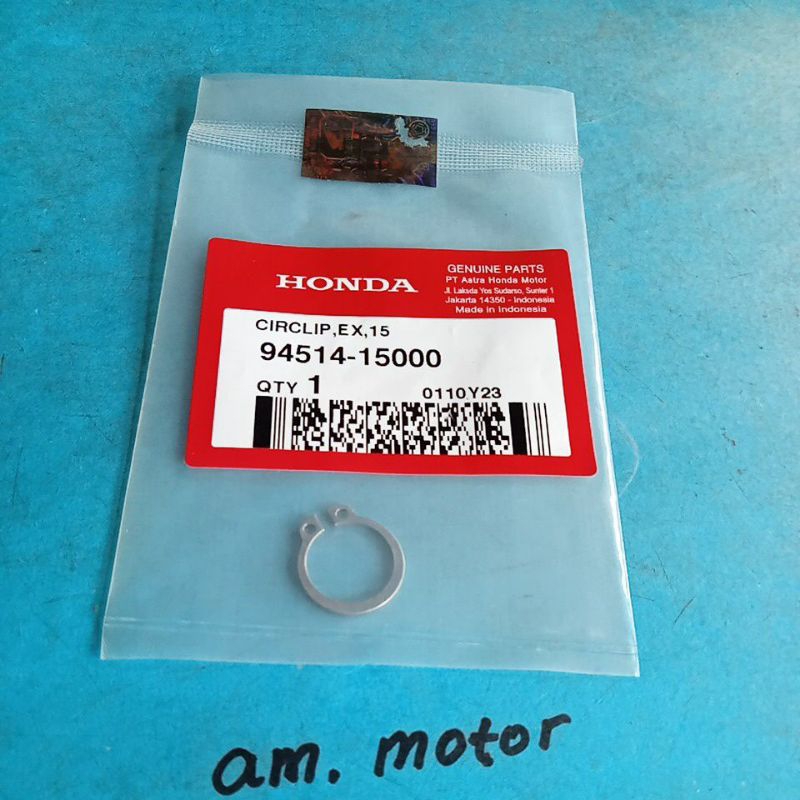 HONDA
GENUINE PARTS
PT Astra Honda Motor
Jl. Laksda Yos Sudarso, Sunter 1
Jakarta 14350 - Indonesia
Made in Indonesia
CIRCLIP,EX,15
94514-15000
QTY 1
0110Y23
am. motor